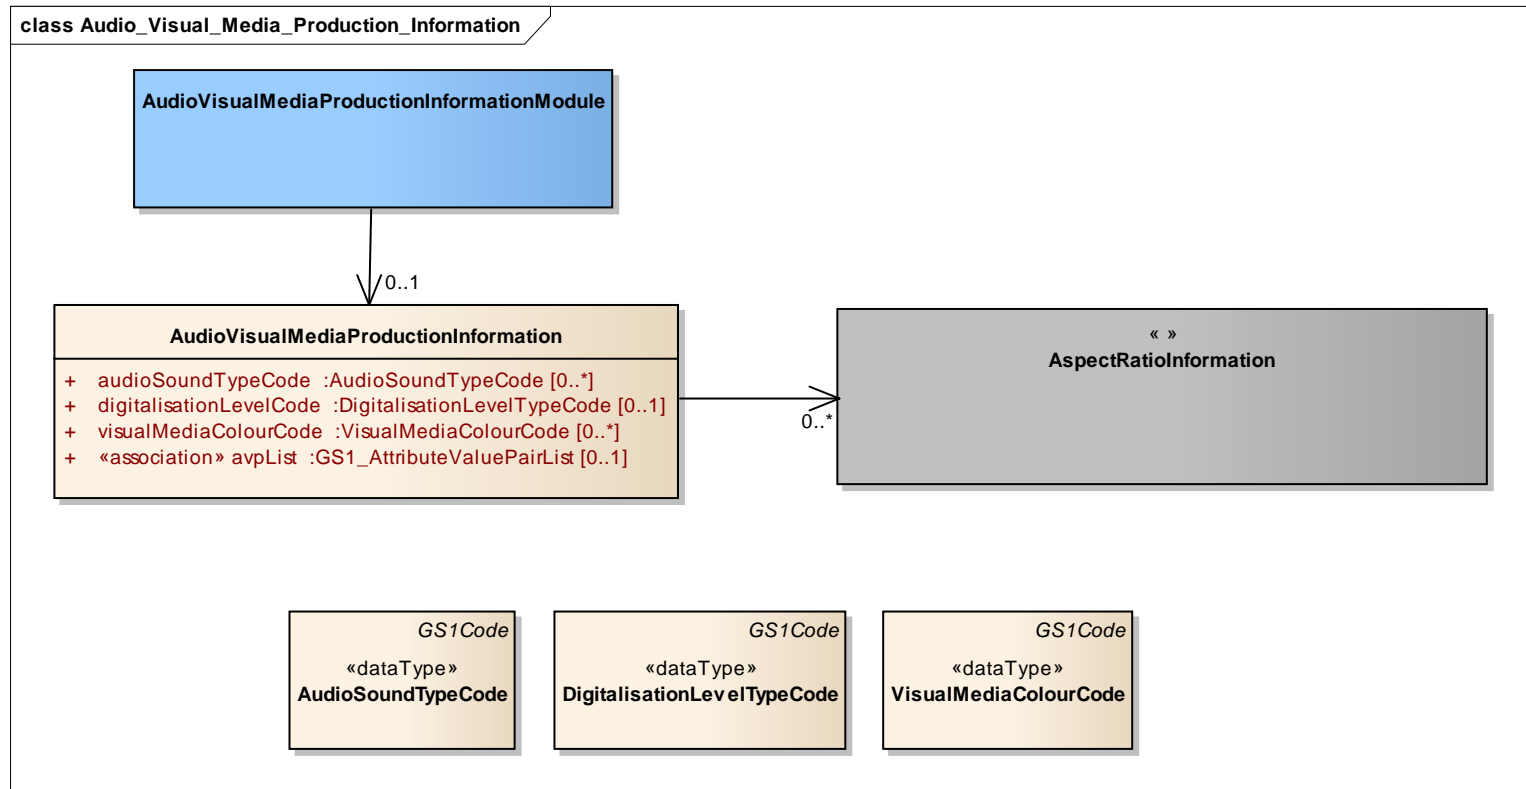 class Audio_Visual_Media_Production_Information
AudioVisualMediaProductionInformationModule
0..1
AudioVisualMediaProductionInformation
+ audioSoundTypeCode :AudioSoundTypeCode [0..*]
+ digitalisationLevelCode :DigitalisationLevelTypeCode [0..1]
+ visualMediaColourCode :VisualMediaColourCode [0..*]
+ «association» avpList :GS1_AttributeValuePairList [0..1]
0..*
« »
AspectRatioInformation
GS1Code
«dataType»
AudioSoundTypeCode
GS1Code
«dataType»
DigitalisationLevelTypeCode
GS1Code
«dataType»
VisualMediaColourCode